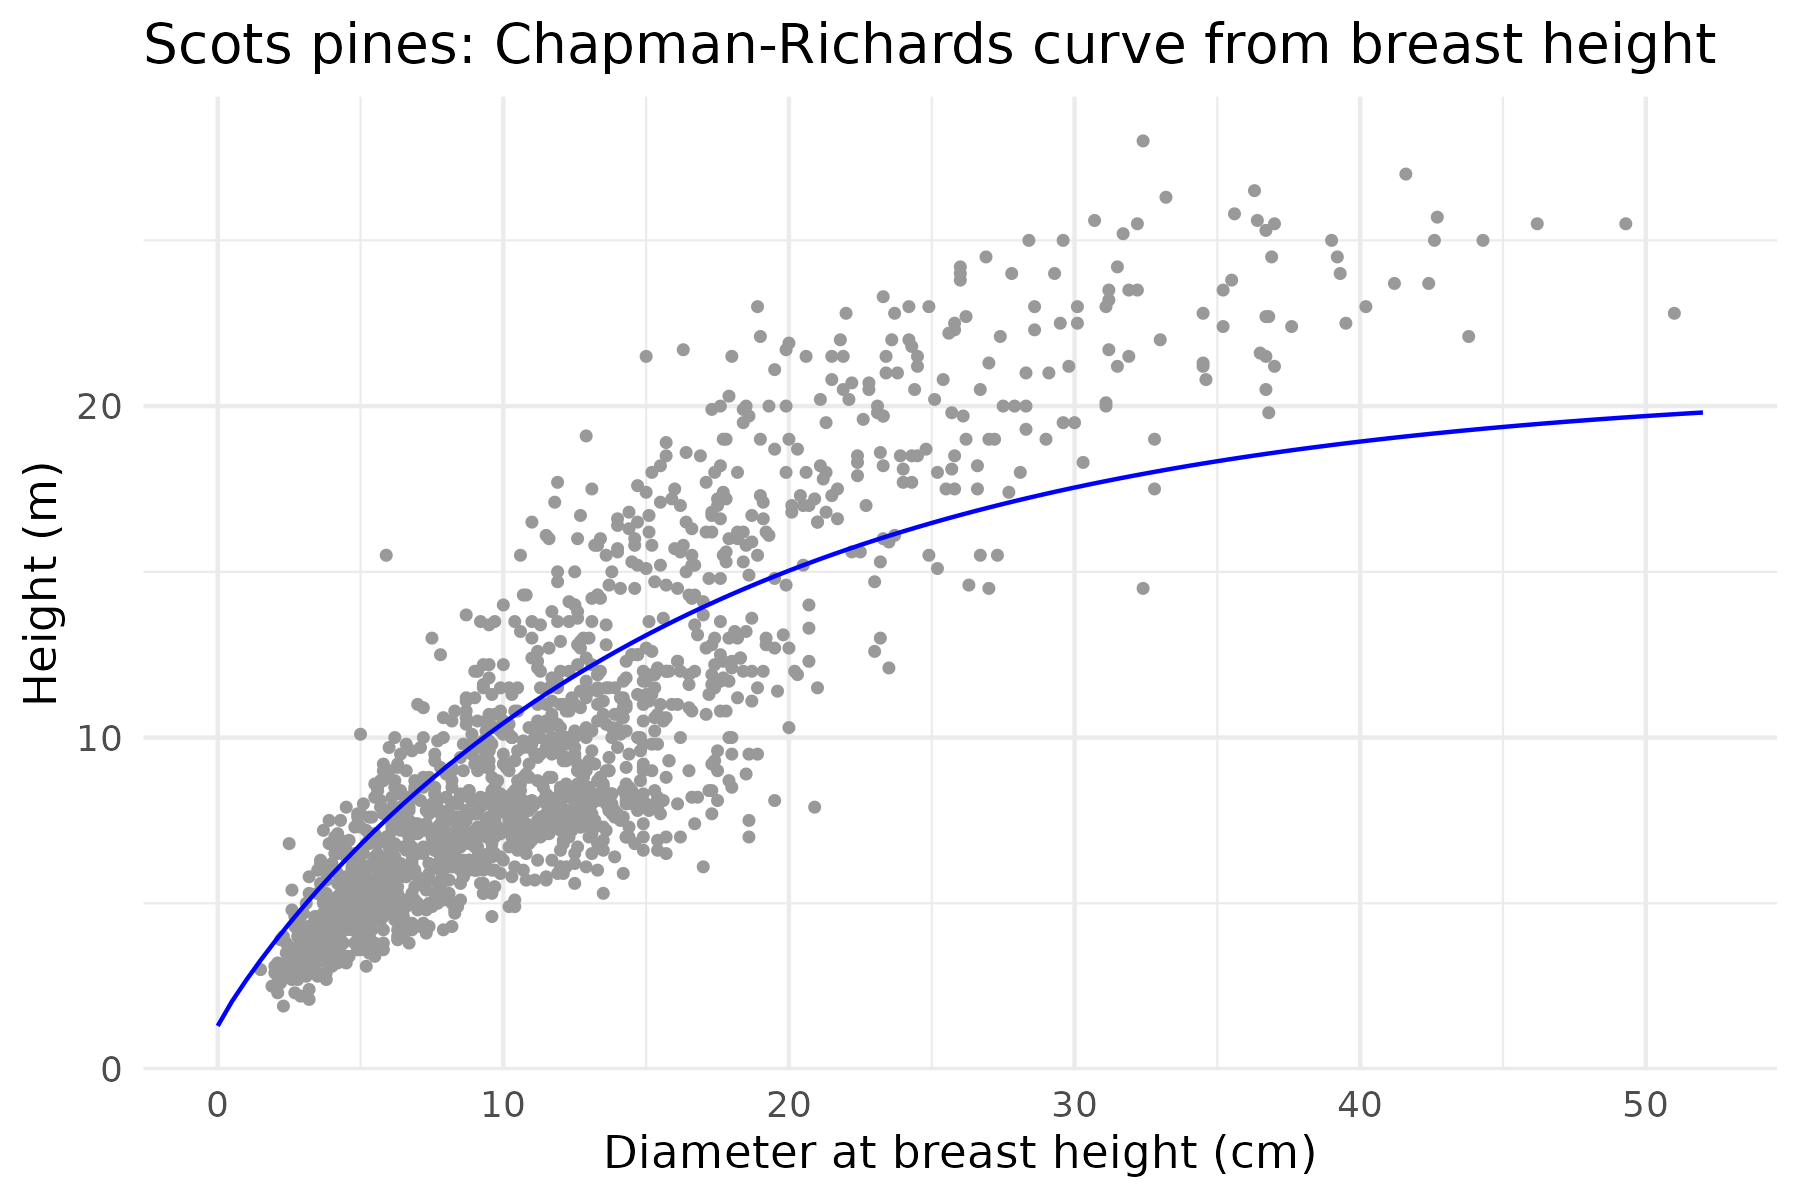 Scots pines: Chapman-Richards curve from breast height
Height (m)
20
10
0
0 10 20 30 40 50
Diameter at breast height (cm)